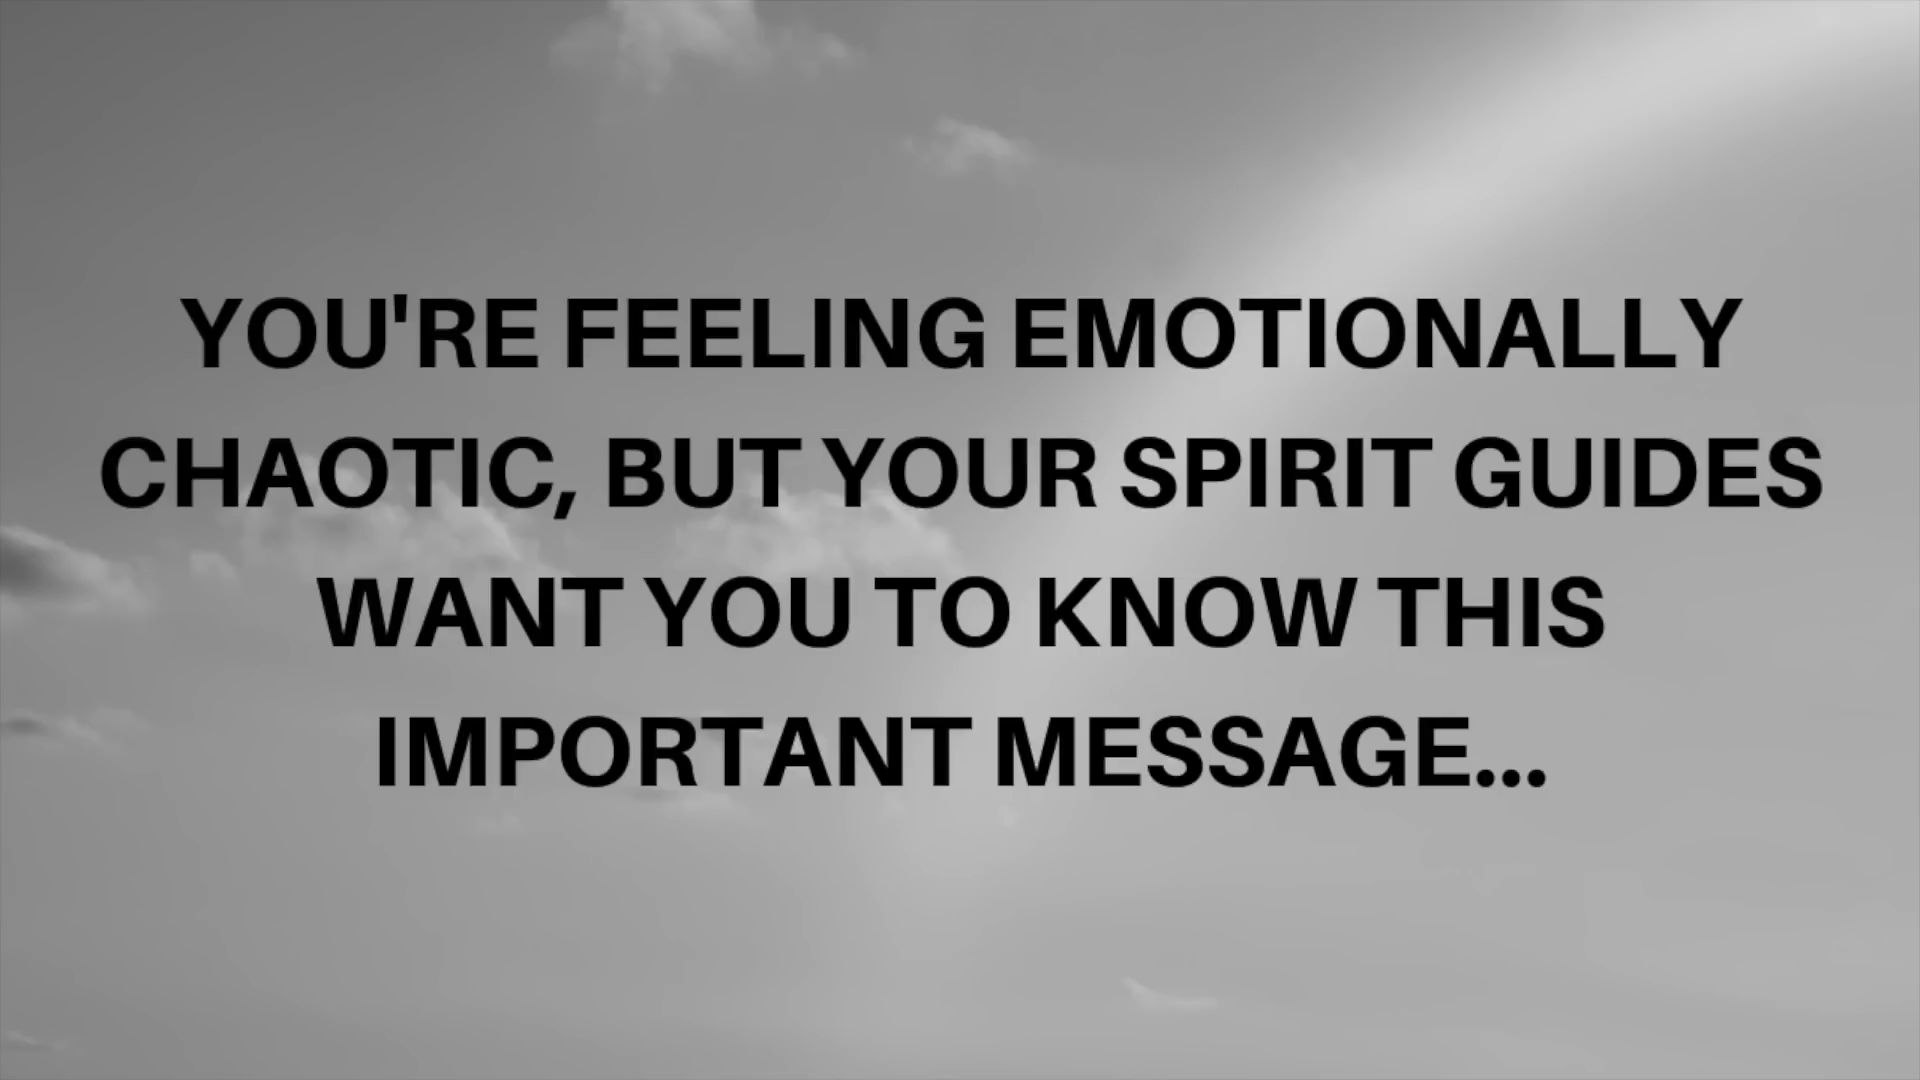 YOU'RE FEELING EMOTIONALLY
CHAOTIC, BUT YOUR SPIRIT GUIDES
WANT YOU TO KNOW THIS
IMPORTANT MESSAGE...